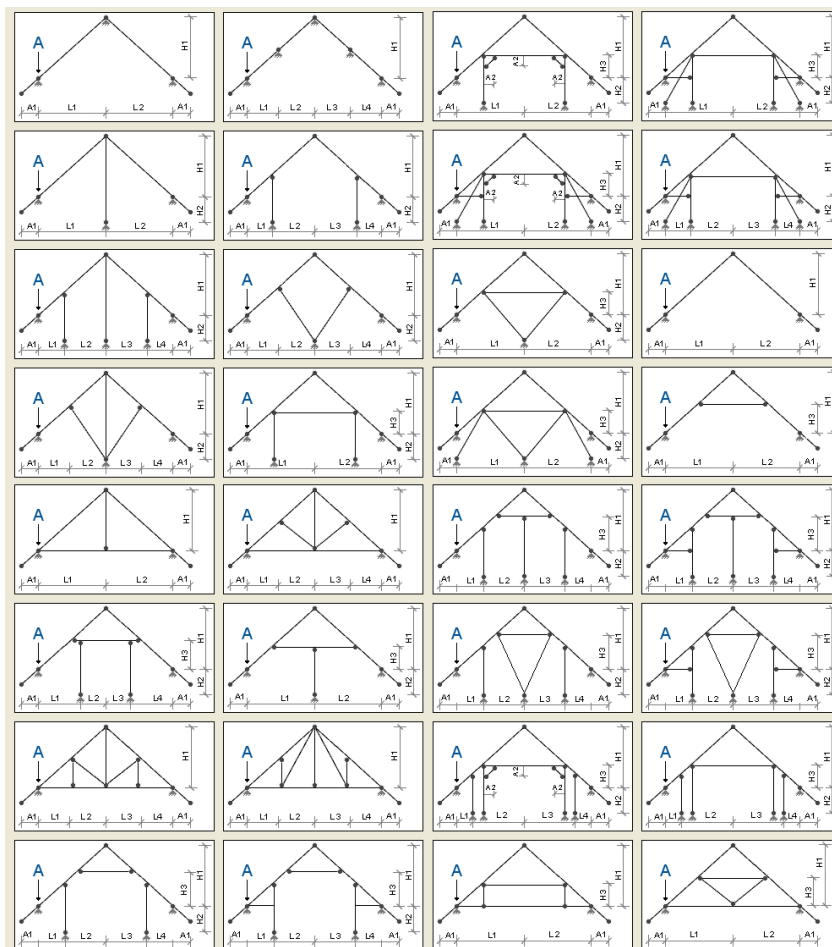 A A H1 H1 A H1 A2 H3 A2 A2 H2 A H1 H3 H2
A1 L1 L2 A1 A1 L1 L2 L3 L4 A1 A1 L1 L2 A1 A1 L1 L2 A1
A H1 H2 A H1 H2 A H1 A2 H3 A2 A2 H2 A H1 H3 H2
A1 L1 L2 A1 A1 L1 L2 L3 L4 A1 A1 L1 L2 A1 A1 L1 L2 A1
A H1 H2 A H1 H2 A H1 H3 H2 A H1
A1 L1 L2 L3 L4 A1 A1 L1 L2 L3 L4 A1 A1 L1 L2 A1 A1 L1 L2 A1
A H1 H2 A H1 H3 H2 A H1 H3 H2 A H1 H3
A1 L1 L2 L3 L4 A1 A1 L1 L2 A1 A1 L1 L2 A1 A1 L1 L2 A1
A H1 A H1 A H1 H3 H2 A H1 H3 H2
A1 L1 L2 A1 A1 L1 L2 L3 L4 A1 A1 L1 L2 L3 L4 A1 A1 L1 L2 L3 L4 A1
A H1 H3 H2 A H1 H3 H2 A H1 H3 H2 A H1 H3 H2
A1 L1 L2 L3 L4 A1 A1 L1 L2 A1 A1 L1 L2 L3 L4 A1 A1 L1 L2 L3 L4 A1
A H1 A H1 A H1 A2 H3 A2 A2 H2 A H1 H3 H2
A1 L1 L2 L3 L4 A1 A1 L1 L2 L3 L4 A1 A1 L1 L2 L3 L4 A1 A1 L1 L2 L3 L4 A1
A H1 H3 H2 A H1 H3 H2 A H1 H3 A H1 H3
A1 L1 L2 L3 L4 A1 A1 L1 L2 L3 L4 A1 A1 L1 L2 A1 A1 L1 L2 A1